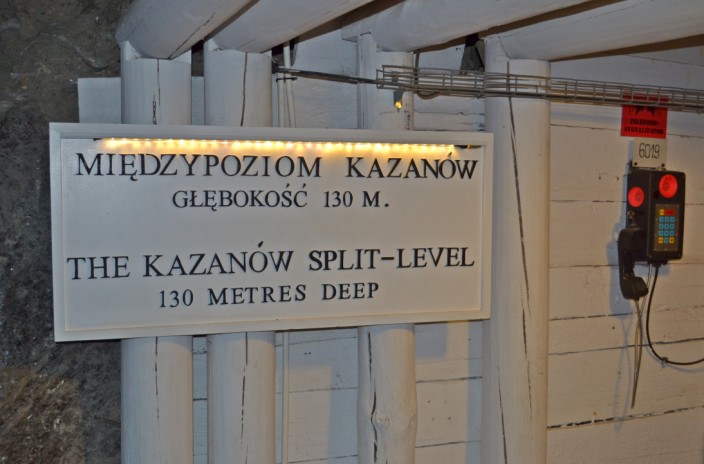 MIĘDZYPOZIOM KAZANÓW
GŁĘBOKOŚĆ 130 M.
THE KAZANÓW SPLIT-LEVEL
130 METRES DEEP
6019